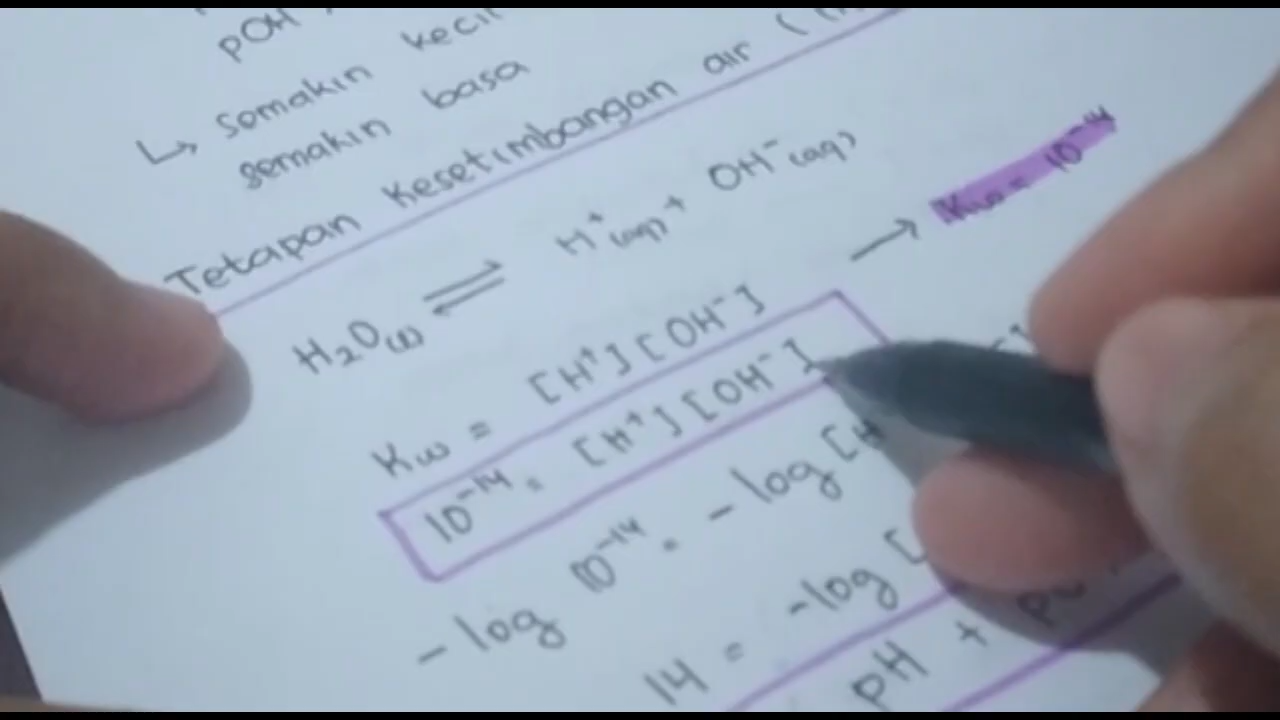 pOH
↳ semakin kecil
semakin basa
Tetapan Kesetimbangan air (
H₂O(l) ⇌ H⁺(aq) + OH⁻(aq)
Kw = [H⁺] [OH⁻] → Kw = 10⁻¹⁴
10⁻¹⁴ = [H⁺] [OH⁻]
- log 10⁻¹⁴ = - log [H
14 = -log [
pH +